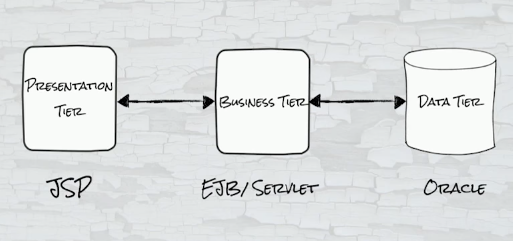 Presentation
Tier
Business Tier
Data Tier
JSP
EJB/Servlet
Oracle